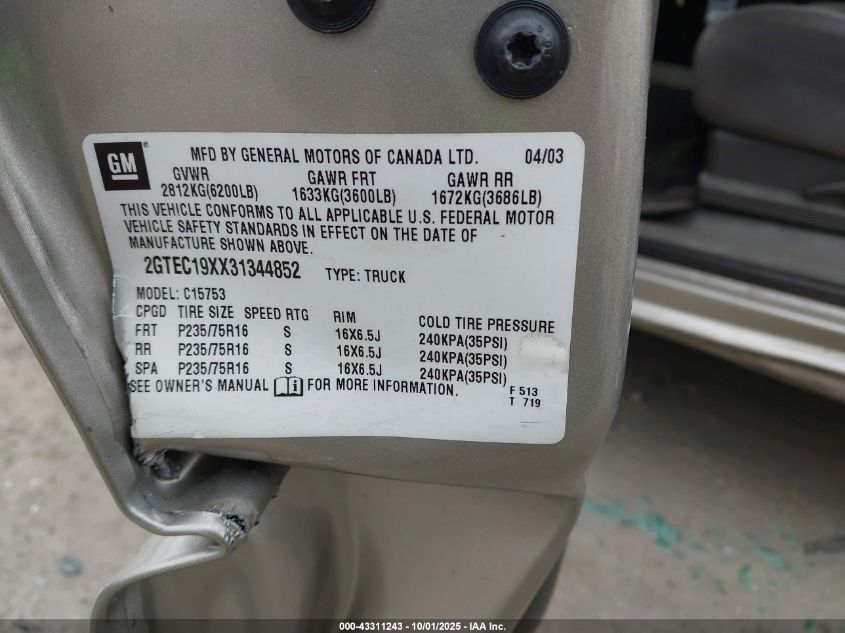 GM
MFD BY GENERAL MOTORS OF CANADA LTD. 04/03
GVWR GAWR FRT GAWR RR
2812KG(6200LB) 1633KG(3600LB) 1672KG(3686LB)
THIS VEHICLE CONFORMS TO ALL APPLICABLE U.S. FEDERAL MOTOR
VEHICLE SAFETY STANDARDS IN EFFECT ON THE DATE OF
MANUFACTURE SHOWN ABOVE.
2GTEC19XX31344852 TYPE: TRUCK
MODEL: C15753
CPGD TIRE SIZE SPEED RTG RIM COLD TIRE PRESSURE
FRT P235/75R16 S 16X6.5J 240KPA(35PSI)
RR P235/75R16 S 16X6.5J 240KPA(35PSI)
SPA P235/75R16 S 16X6.5J 240KPA(35PSI)
SEE OWNER'S MANUAL FOR MORE INFORMATION.
F 513
T 719
000-43311243 - 10/01/2025 - IAA Inc.